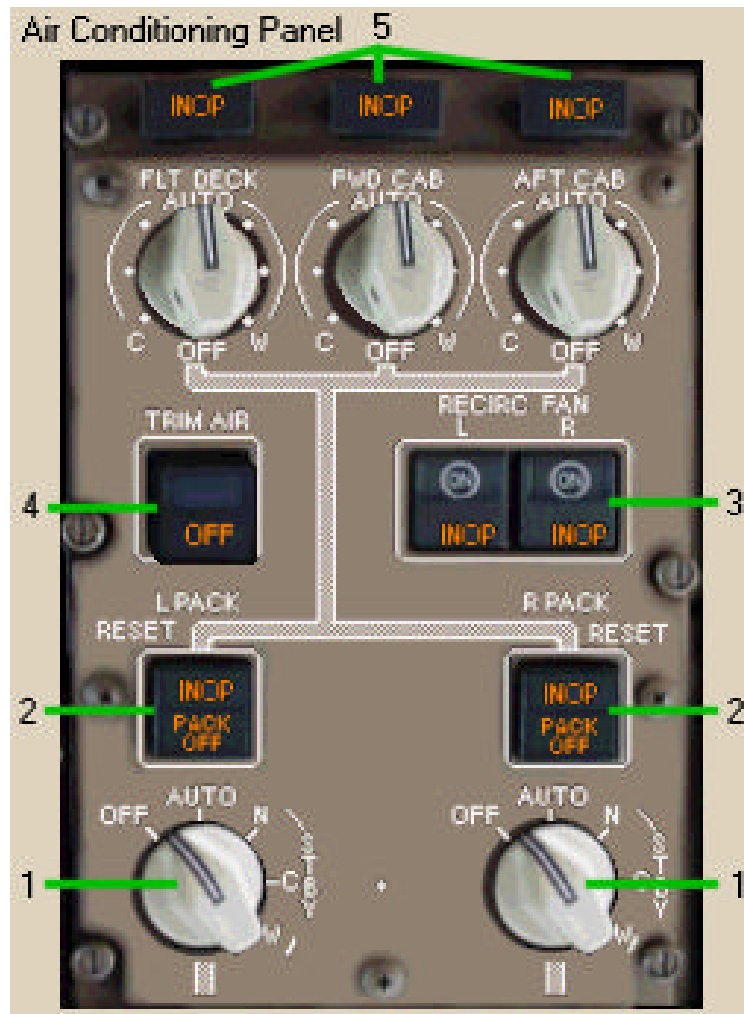 Air Conditioning Panel 5
INOP INOP INOP
FLT DECK FWD CAB AFT CAB
AUTO AUTO AUTO
C W C W C W
OFF OFF OFF
TRIM AIR RECIRC FAN
L R
4 ON ON 3
OFF INOP INOP
L PACK R PACK
RESET RESET
INOP INOP
2 PACK PACK 2
OFF OFF
AUTO AUTO
OFF N OFF N
1 C C 1
STBY STBY
W W